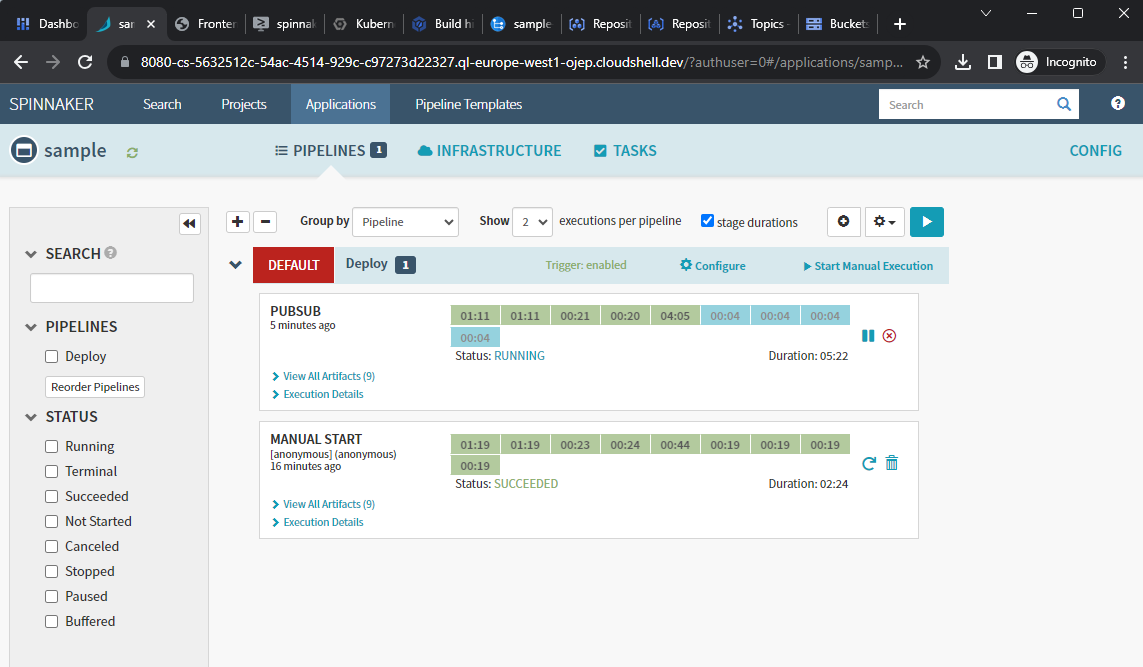 Dashbo
sar
Fronter
spinnak
Kubern
Build hi
sample
Reposit
Reposit
Topics -
Buckets
8080-cs-5632512c-54ac-4514-929c-c97273d22327.ql-europe-west1-ojep.cloudshell.dev/?authuser=0#/applications/samp...
Incognito
SPINNAKER Search Projects Applications Pipeline Templates Search ?
sample PIPELINES 1 INFRASTRUCTURE TASKS CONFIG
Group by Pipeline Show 2 executions per pipeline stage durations
SEARCH ?
PIPELINES
Deploy
Reorder Pipelines
STATUS
Running
Terminal
Succeeded
Not Started
Canceled
Stopped
Paused
Buffered
DEFAULT Deploy 1 Trigger: enabled Configure Start Manual Execution
PUBSUB
5 minutes ago
01:11 01:11 00:21 00:20 04:05 00:04 00:04 00:04
00:04
Status: RUNNING Duration: 05:22
View All Artifacts (9)
Execution Details
MANUAL START
[anonymous] (anonymous)
16 minutes ago
01:19 01:19 00:23 00:24 00:44 00:19 00:19 00:19
00:19
Status: SUCCEEDED Duration: 02:24
View All Artifacts (9)
Execution Details